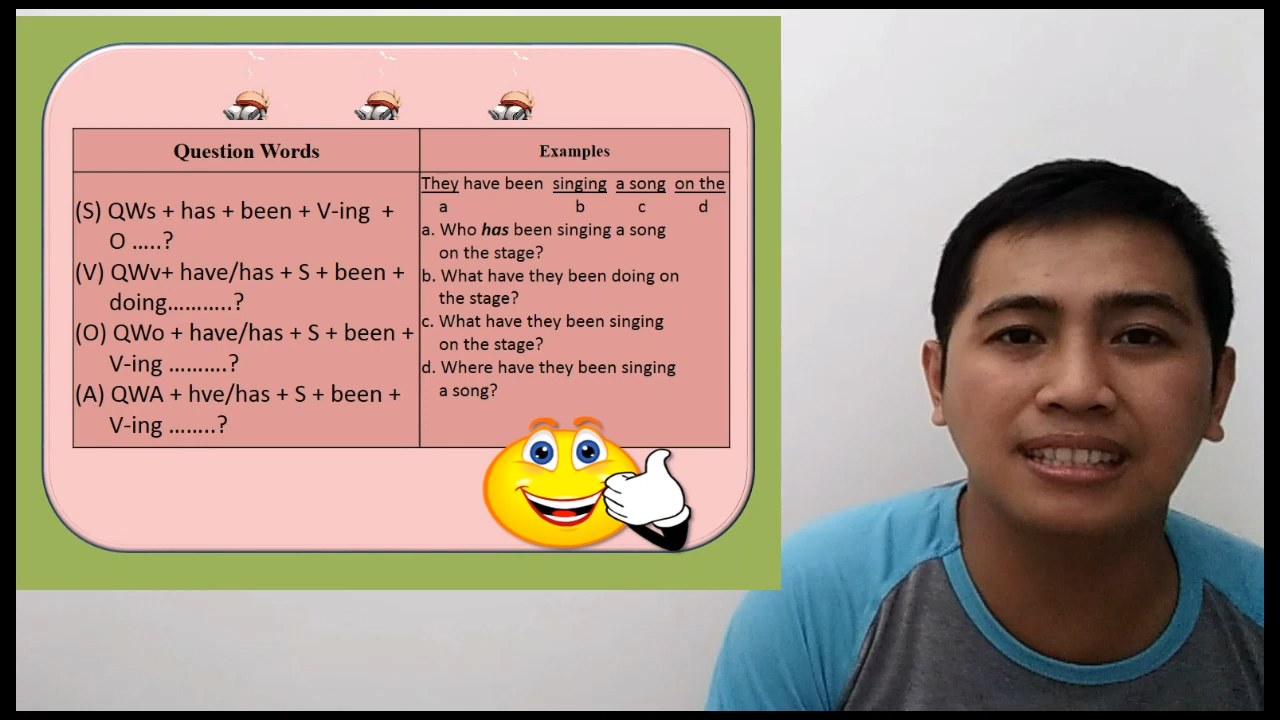 Question Words
(S) QWs + has + been + V-ing +
O .....?
(V) QWv+ have/has + S + been +
doing...........?
(O) QWo + have/has + S + been +
V-ing ..........?
(A) QWA + hve/has + S + been +
V-ing ........?
Examples
They have been singing a song on the
a b c d
a. Who has been singing a song
on the stage?
b. What have they been doing on
the stage?
c. What have they been singing
on the stage?
d. Where have they been singing
a song?